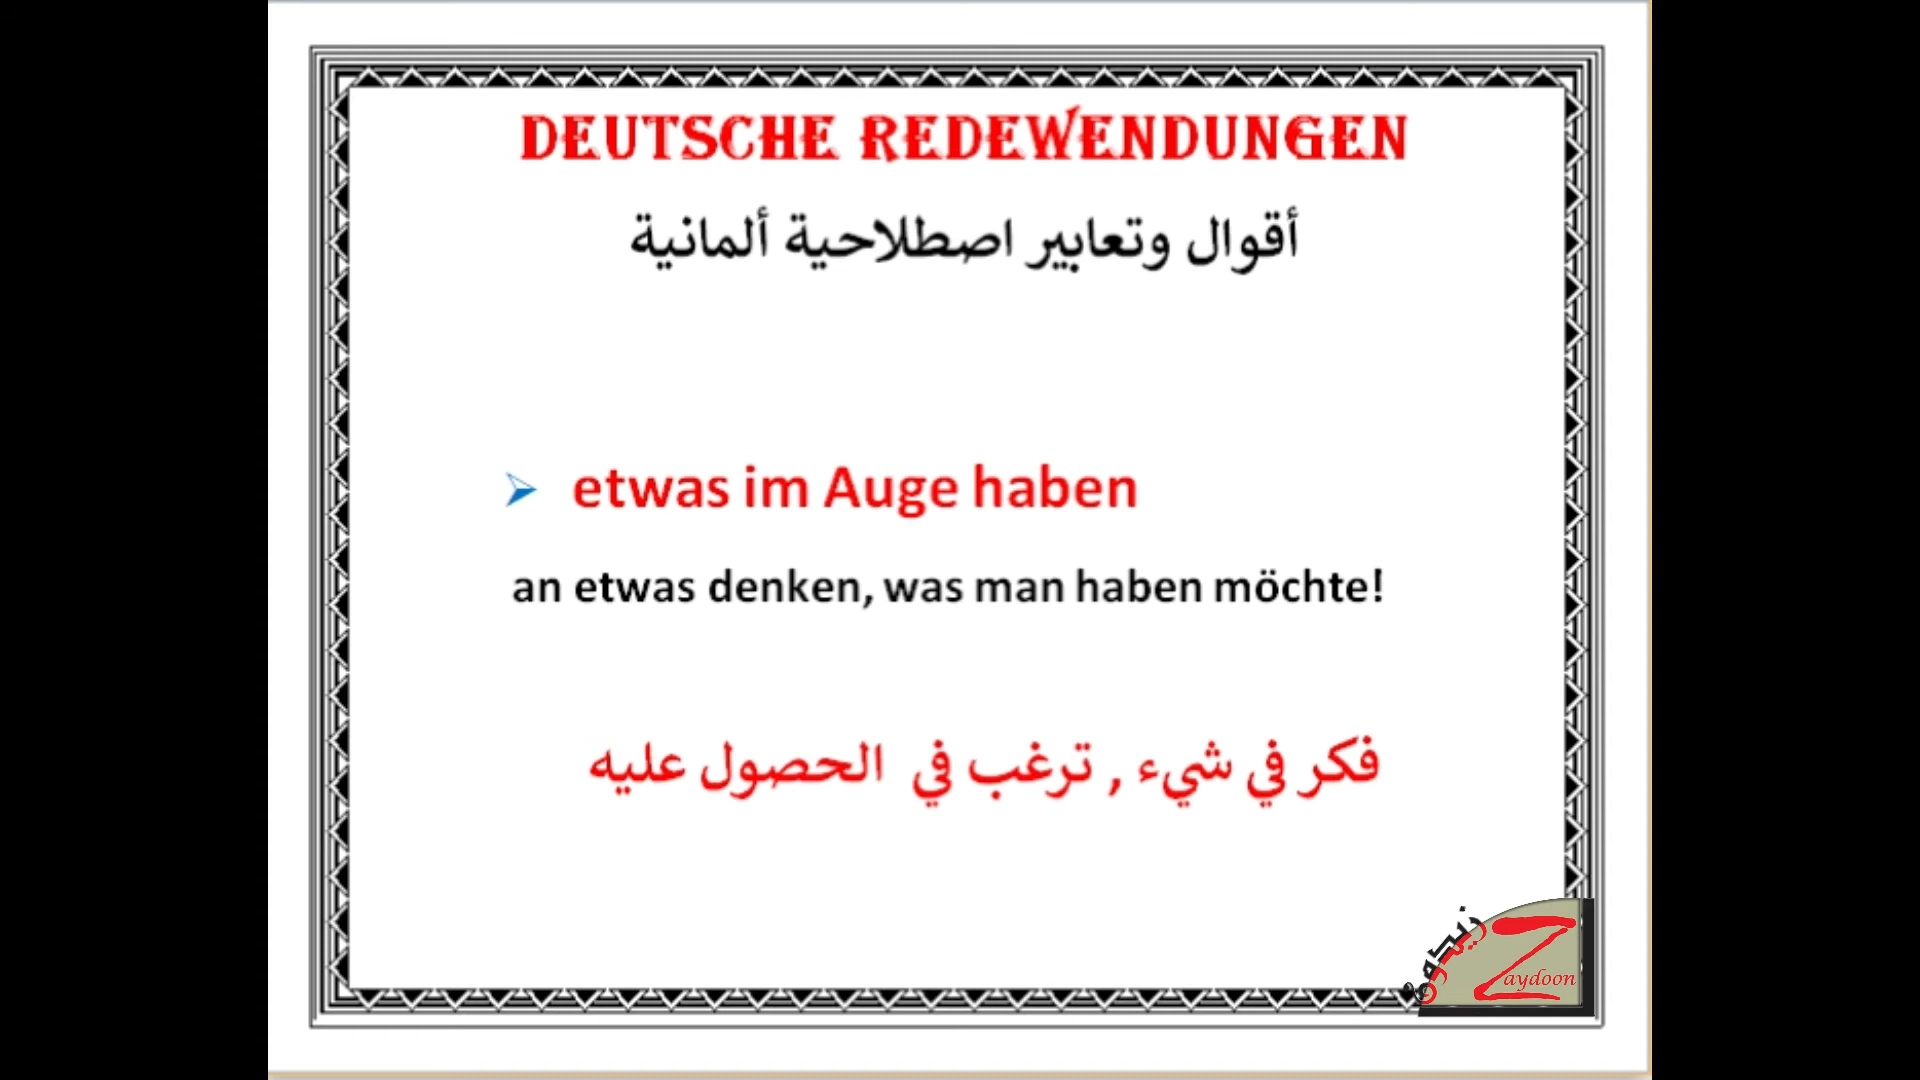 DEUTSCHE REDEWENDUNGEN
أقوال وتعابير اصطلاحية ألمانية
etwas im Auge haben
an etwas denken, was man haben möchte!
فكر في شيء , ترغب في الحصول عليه
Zaydoon